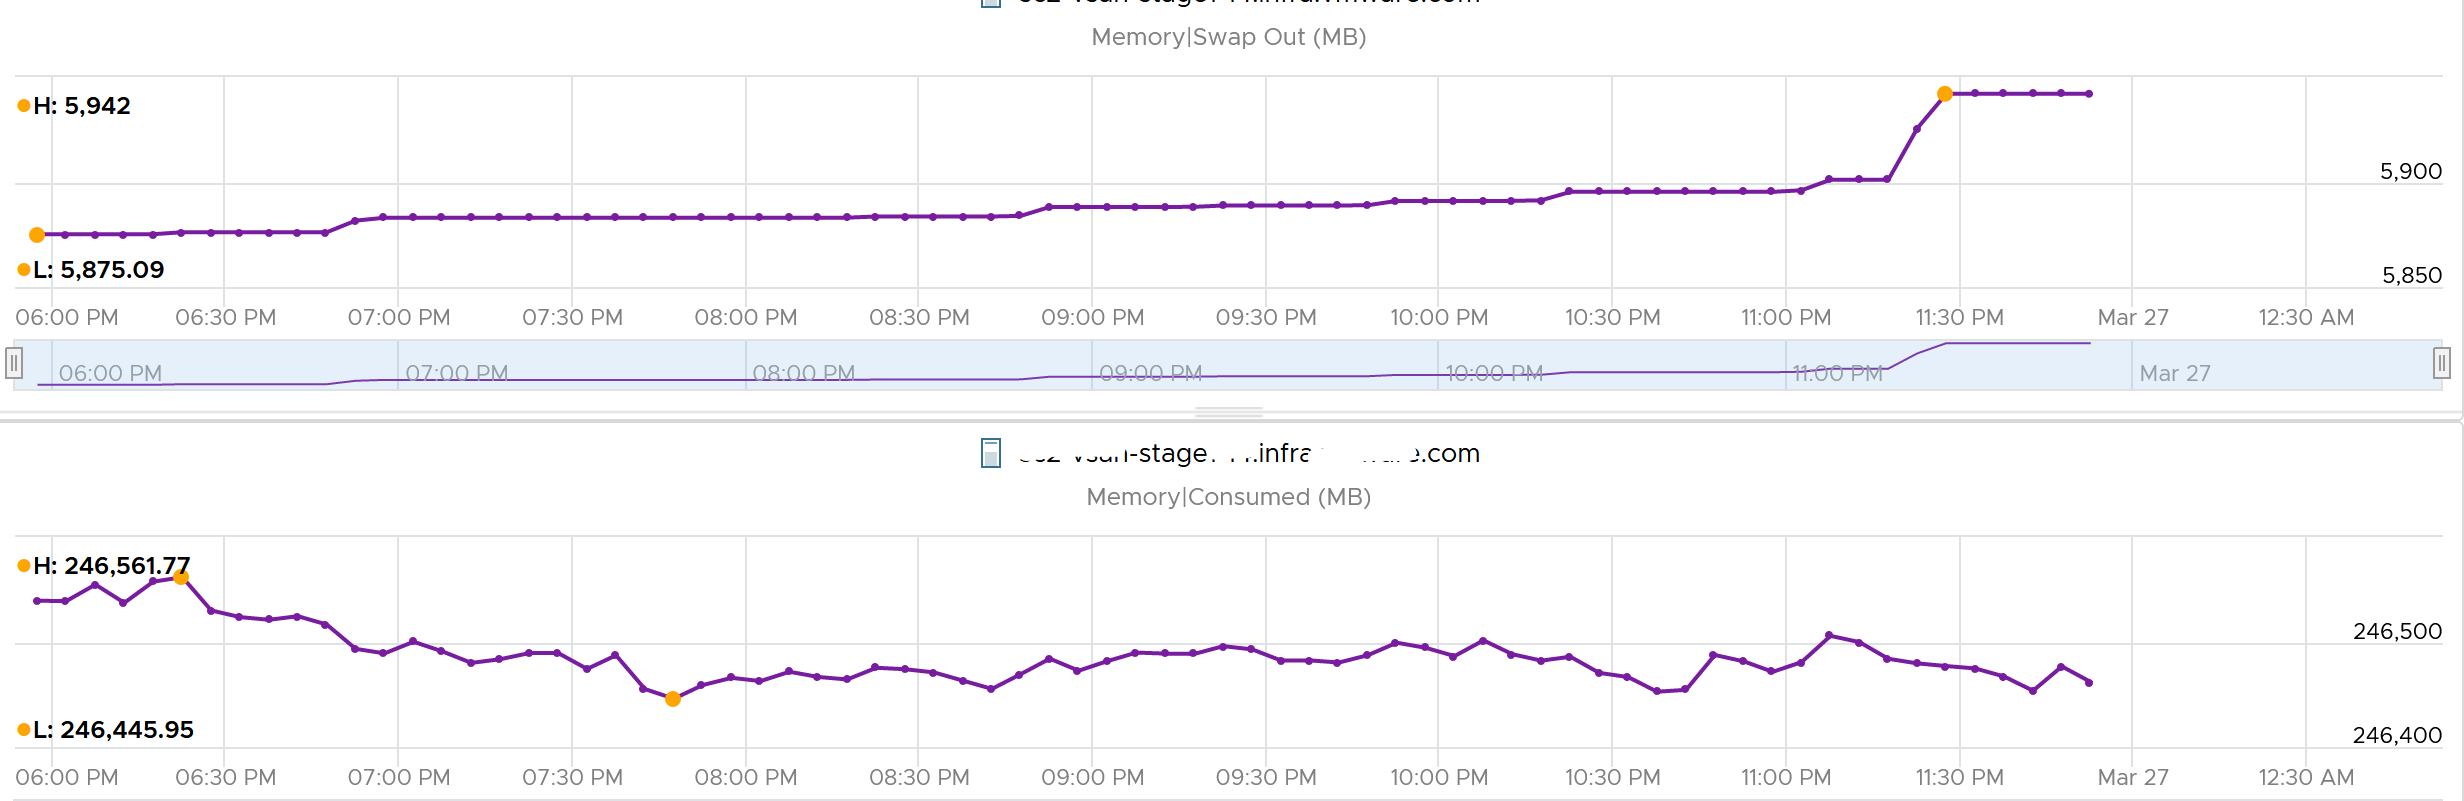 Memory|Swap Out (MB)
H: 5,942
5,900
L: 5,875.09
5,850
06:00 PM 06:30 PM 07:00 PM 07:30 PM 08:00 PM 08:30 PM 09:00 PM 09:30 PM 10:00 PM 10:30 PM 11:00 PM 11:30 PM Mar 27 12:30 AM
06:00 PM 07:00 PM 08:00 PM 09:00 PM 10:00 PM 11:00 PM Mar 27
Memory|Consumed (MB)
H: 246,561.77
246,500
L: 246,445.95
246,400
06:00 PM 06:30 PM 07:00 PM 07:30 PM 08:00 PM 08:30 PM 09:00 PM 09:30 PM 10:00 PM 10:30 PM 11:00 PM 11:30 PM Mar 27 12:30 AM